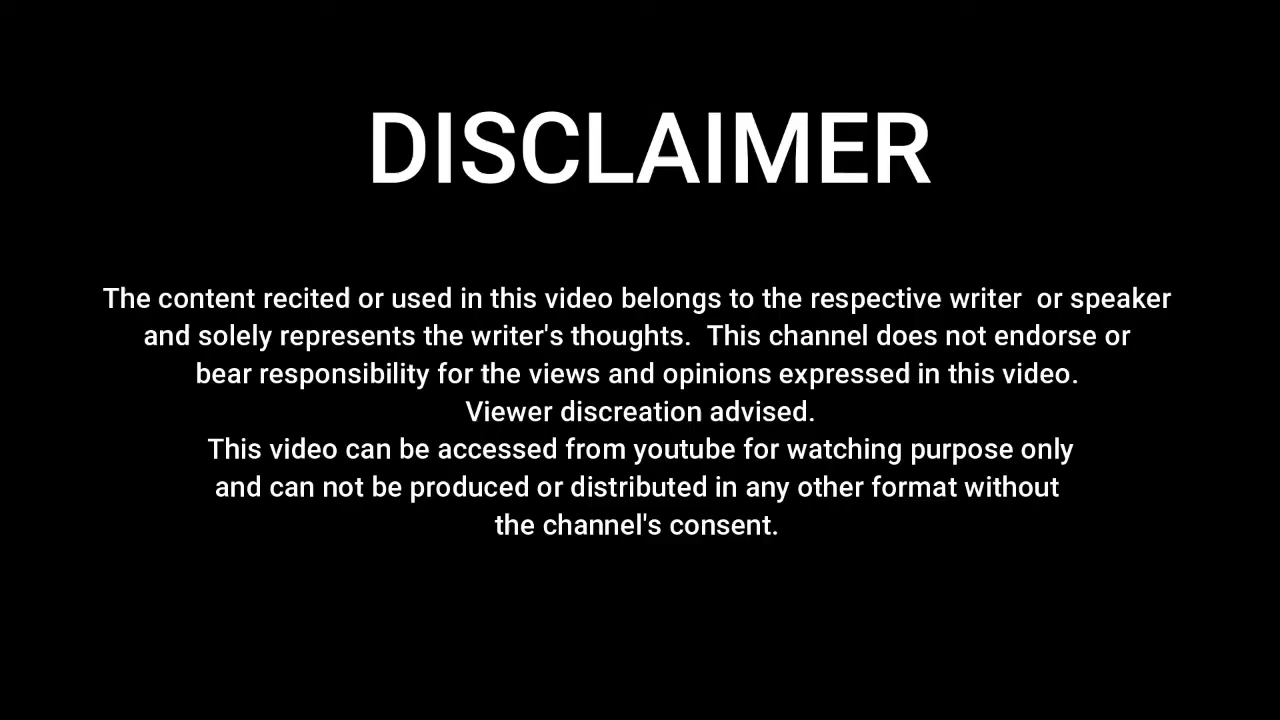 DISCLAIMER
The content recited or used in this video belongs to the respective writer  or speaker
and solely represents the writer's thoughts.  This channel does not endorse or
bear responsibility for the views and opinions expressed in this video.
Viewer discreation advised.
This video can be accessed from youtube for watching purpose only
and can not be produced or distributed in any other format without
the channel's consent.